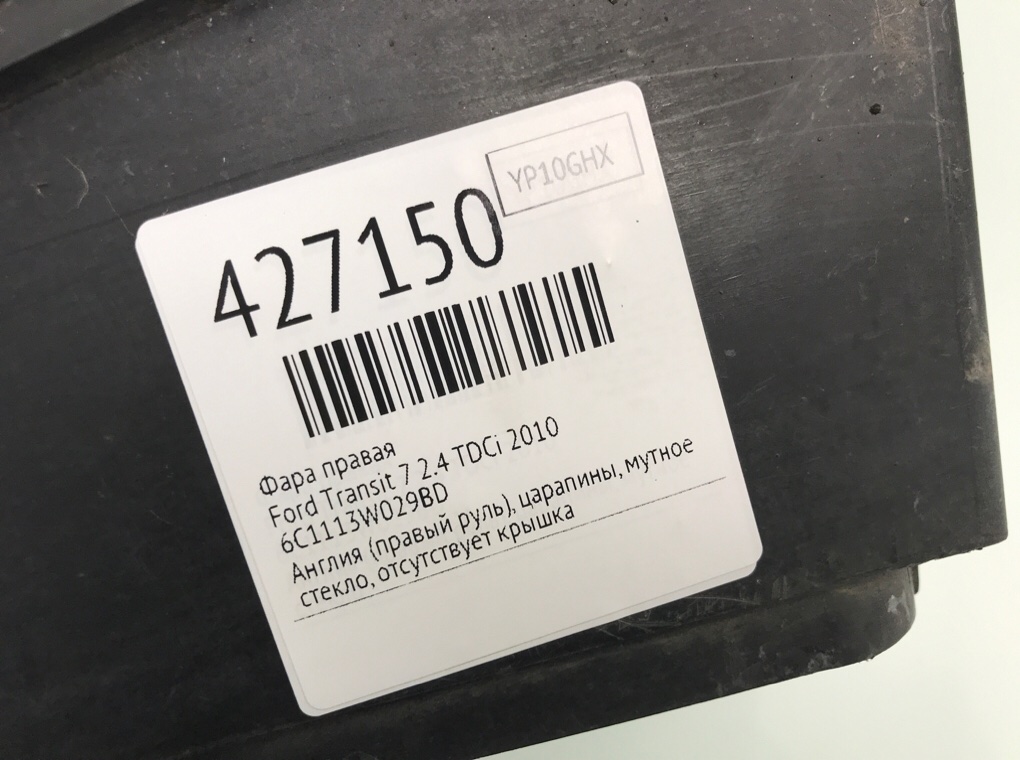 YP10GHX
427150
Фара правая
Ford Transit 7 2.4 TDCi 2010
6C1113W029BD
Англия (правый руль), царапины, мутное
стекло, отсутствует крышка